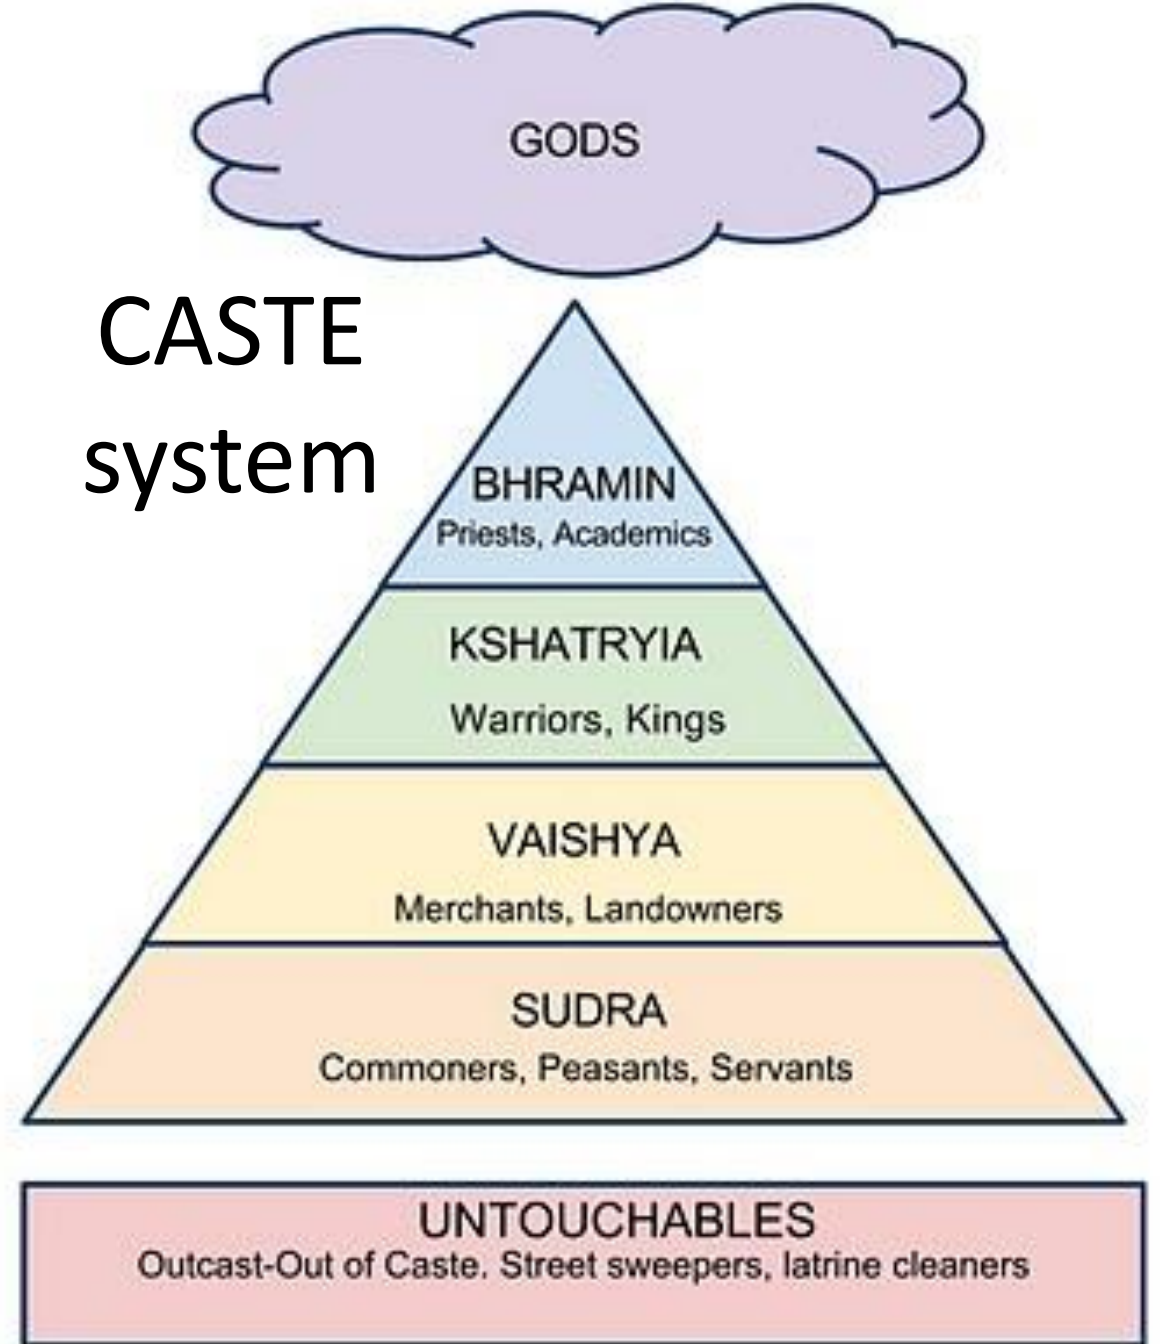 GODS
CASTE
system
BHRAMIN
Priests, Academics
KSHATRYIA
Warriors, Kings
VAISHYA
Merchants, Landowners
SUDRA
Commoners, Peasants, Servants
UNTOUCHABLES
Outcast-Out of Caste. Street sweepers, latrine cleaners